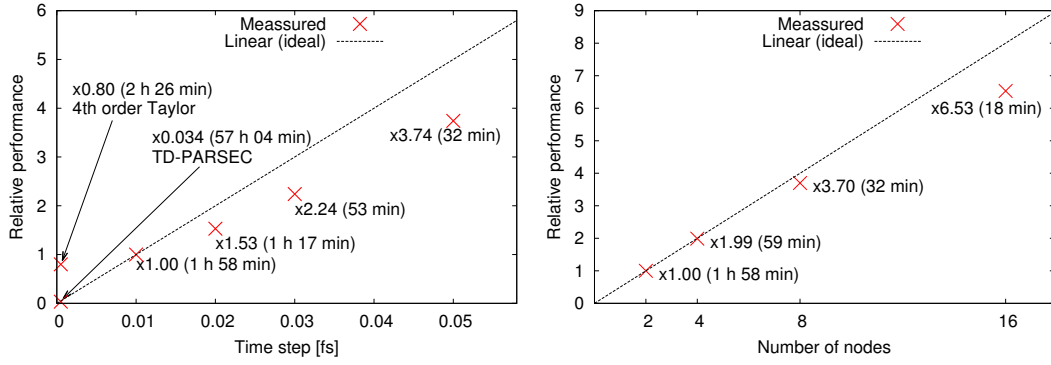 6
5
4
3
2
1
0
Relative performance
Meassured
Linear (ideal)
x0.80 (2 h 26 min)
4th order Taylor
x0.034 (57 h 04 min)
TD-PARSEC
x3.74 (32 min)
x2.24 (53 min)
x1.53 (1 h 17 min)
x1.00 (1 h 58 min)
0 0.01 0.02 0.03 0.04 0.05
Time step [fs]
9
8
7
6
5
4
3
2
1
0
Relative performance
Meassured
Linear (ideal)
x6.53 (18 min)
x3.70 (32 min)
x1.99 (59 min)
x1.00 (1 h 58 min)
2 4 8 16
Number of nodes